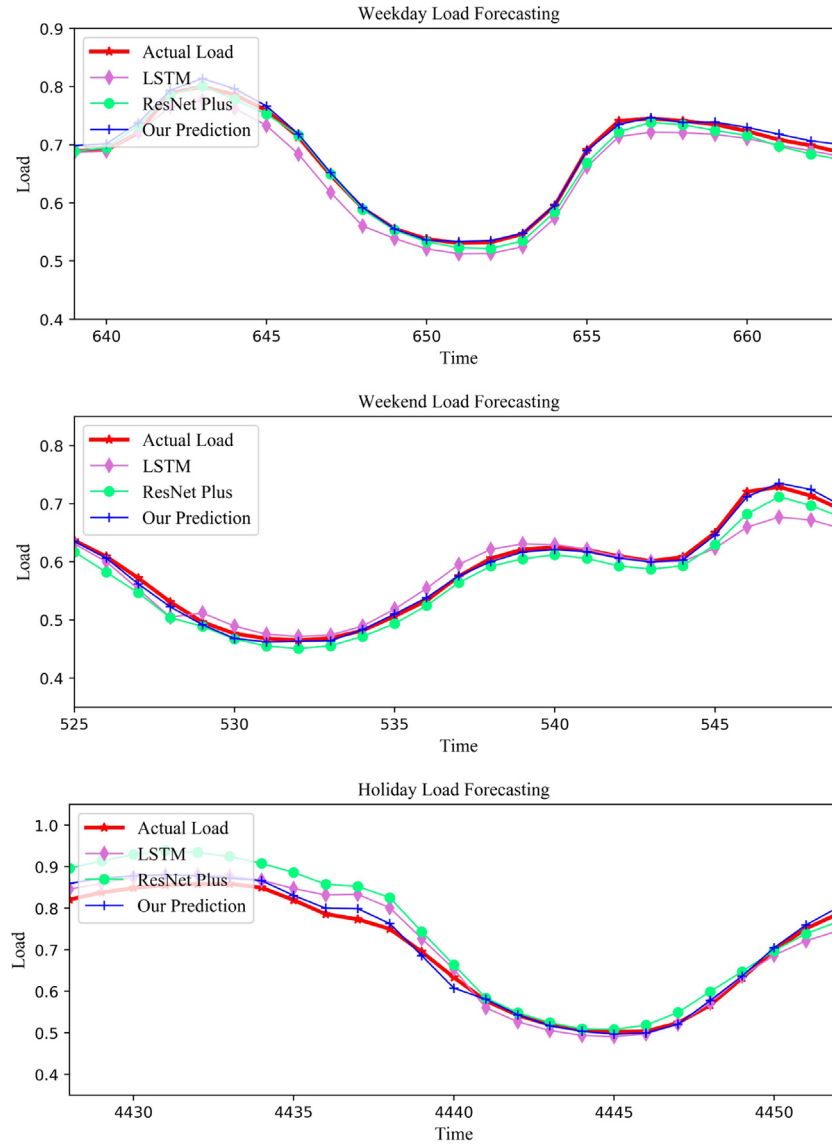 Weekday Load Forecasting
0.9
0.8
0.7
0.6
0.5
0.4
Load
Actual Load
LSTM
ResNet Plus
Our Prediction
640 645 650 655 660
Time
Weekend Load Forecasting
0.8
0.7
0.6
0.5
0.4
Load
Actual Load
LSTM
ResNet Plus
Our Prediction
525 530 535 540 545
Time
Holiday Load Forecasting
1.0
0.9
0.8
0.7
0.6
0.5
0.4
Load
Actual Load
LSTM
ResNet Plus
Our Prediction
4430 4435 4440 4445 4450
Time